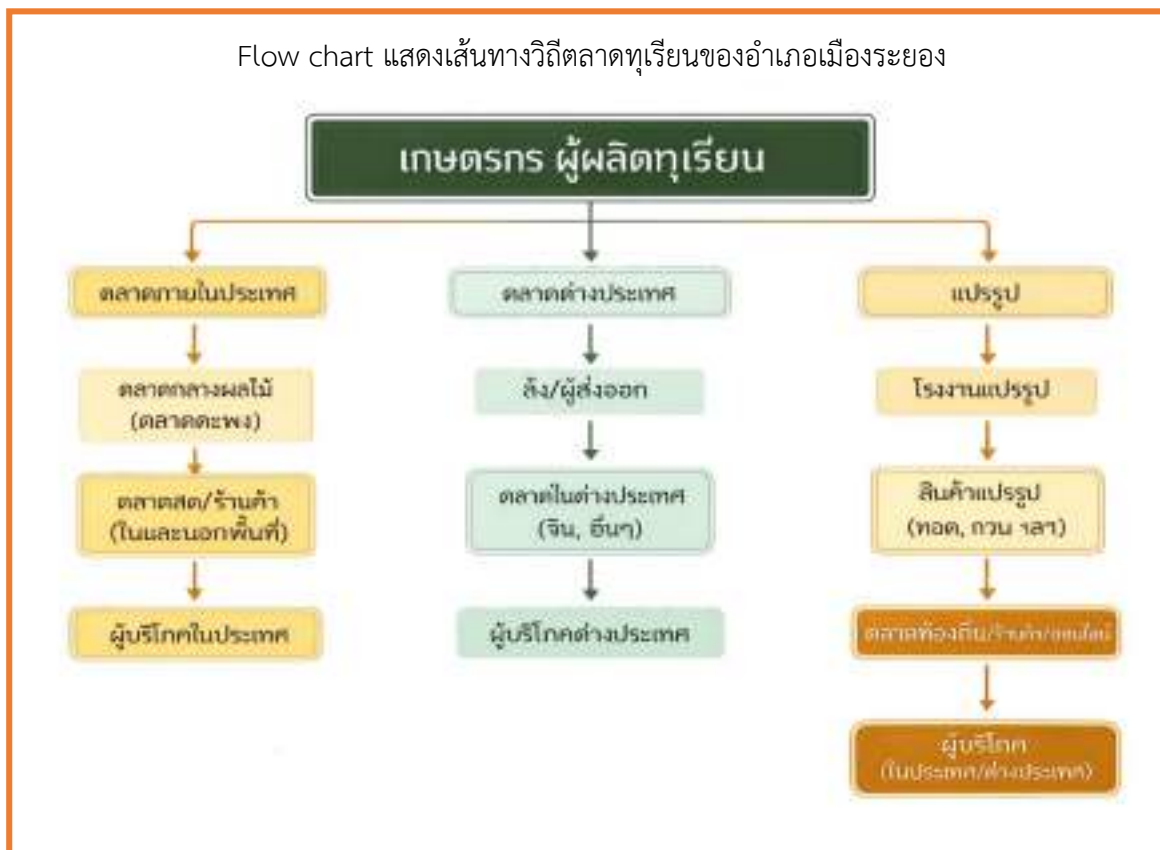 Flow chart แสดงเส้นทางวิถีตลาดทุเรียนของอำเภอเมืองระยอง
เกษตรกร ผู้ผลิตทุเรียน
ตลาดภายในประเทศ
ตลาดกลางผลไม้
(ตลาดตะพง)
ตลาดสด/ร้านค้า
(ในและนอกพื้นที่)
ผู้บริโภคในประเทศ
ตลาดต่างประเทศ
ล้ง/ผู้ส่งออก
ตลาดในต่างประเทศ
(จีน, อื่นๆ)
ผู้บริโภคต่างประเทศ
แปรรูป
โรงงานแปรรูป
สินค้าแปรรูป
(ทอด, กวน ฯลฯ)
ตลาดท้องถิ่น/ร้านค้า/ออนไลน์
ผู้บริโภค
(ในประเทศ/ต่างประเทศ)